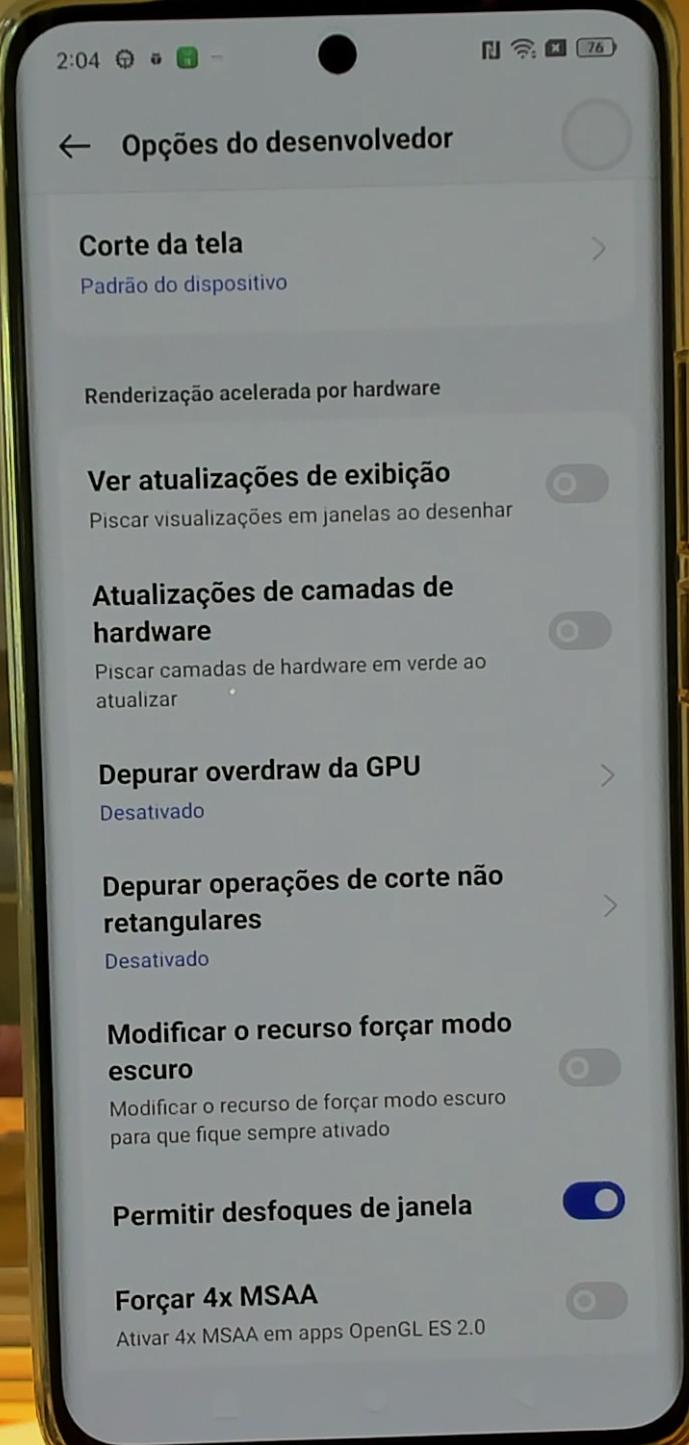 2:04
76
Opções do desenvolvedor
Corte da tela
Padrão do dispositivo
Renderização acelerada por hardware
Ver atualizações de exibição
Piscar visualizações em janelas ao desenhar
Atualizações de camadas de
hardware
Piscar camadas de hardware em verde ao
atualizar
Depurar overdraw da GPU
Desativado
Depurar operações de corte não
retangulares
Desativado
Modificar o recurso forçar modo
escuro
Modificar o recurso de forçar modo escuro
para que fique sempre ativado
Permitir desfoques de janela
Forçar 4x MSAA
Ativar 4x MSAA em apps OpenGL ES 2.0